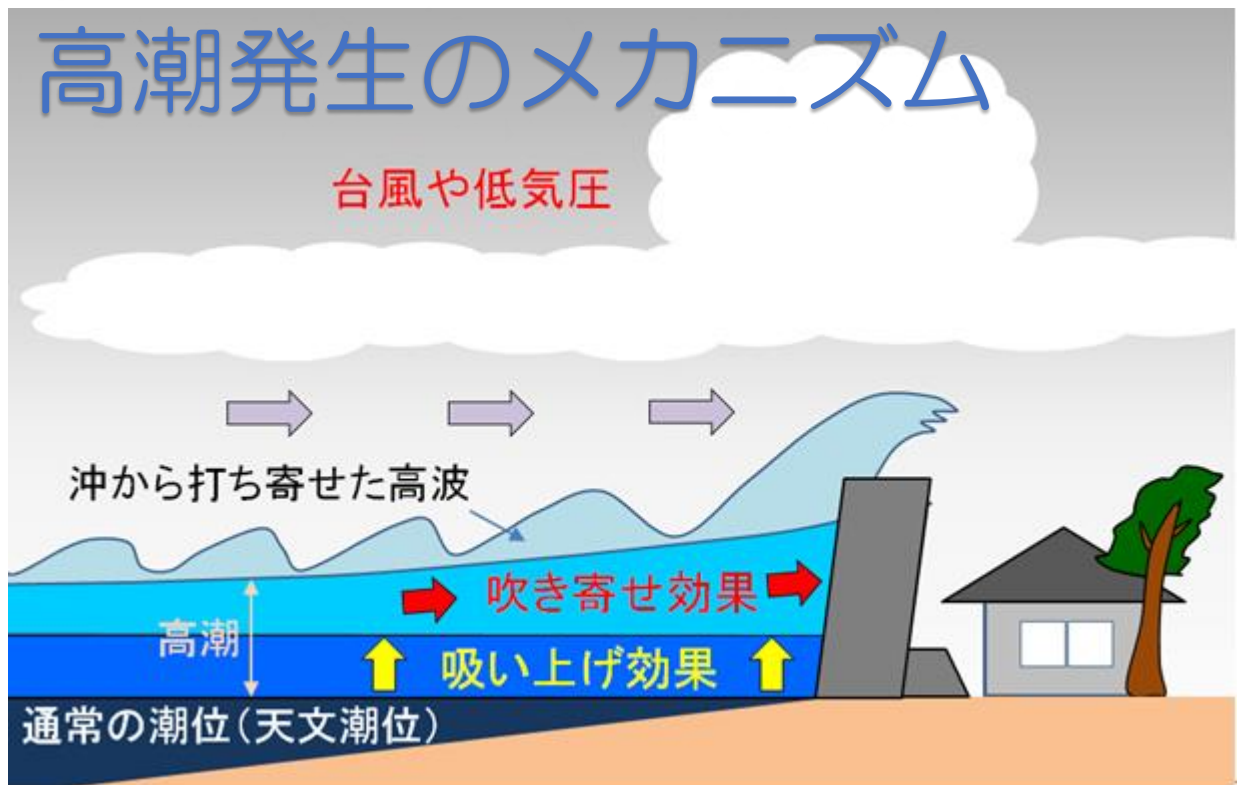 高潮発生のメカニズム
台風や低気圧
沖から打ち寄せた高波
吹き寄せ効果
高潮
吸い上げ効果
通常の潮位(天文潮位)